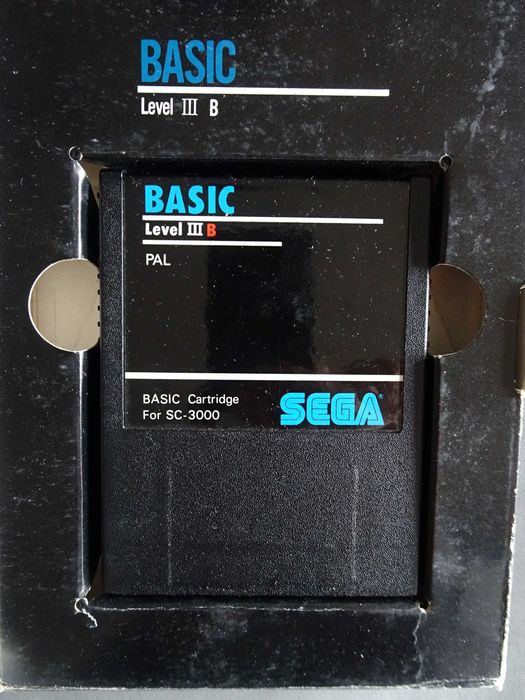 BASIC
Level III B
BASIC
Level III B
PAL
BASIC Cartridge
For SC-3000
SEGA®